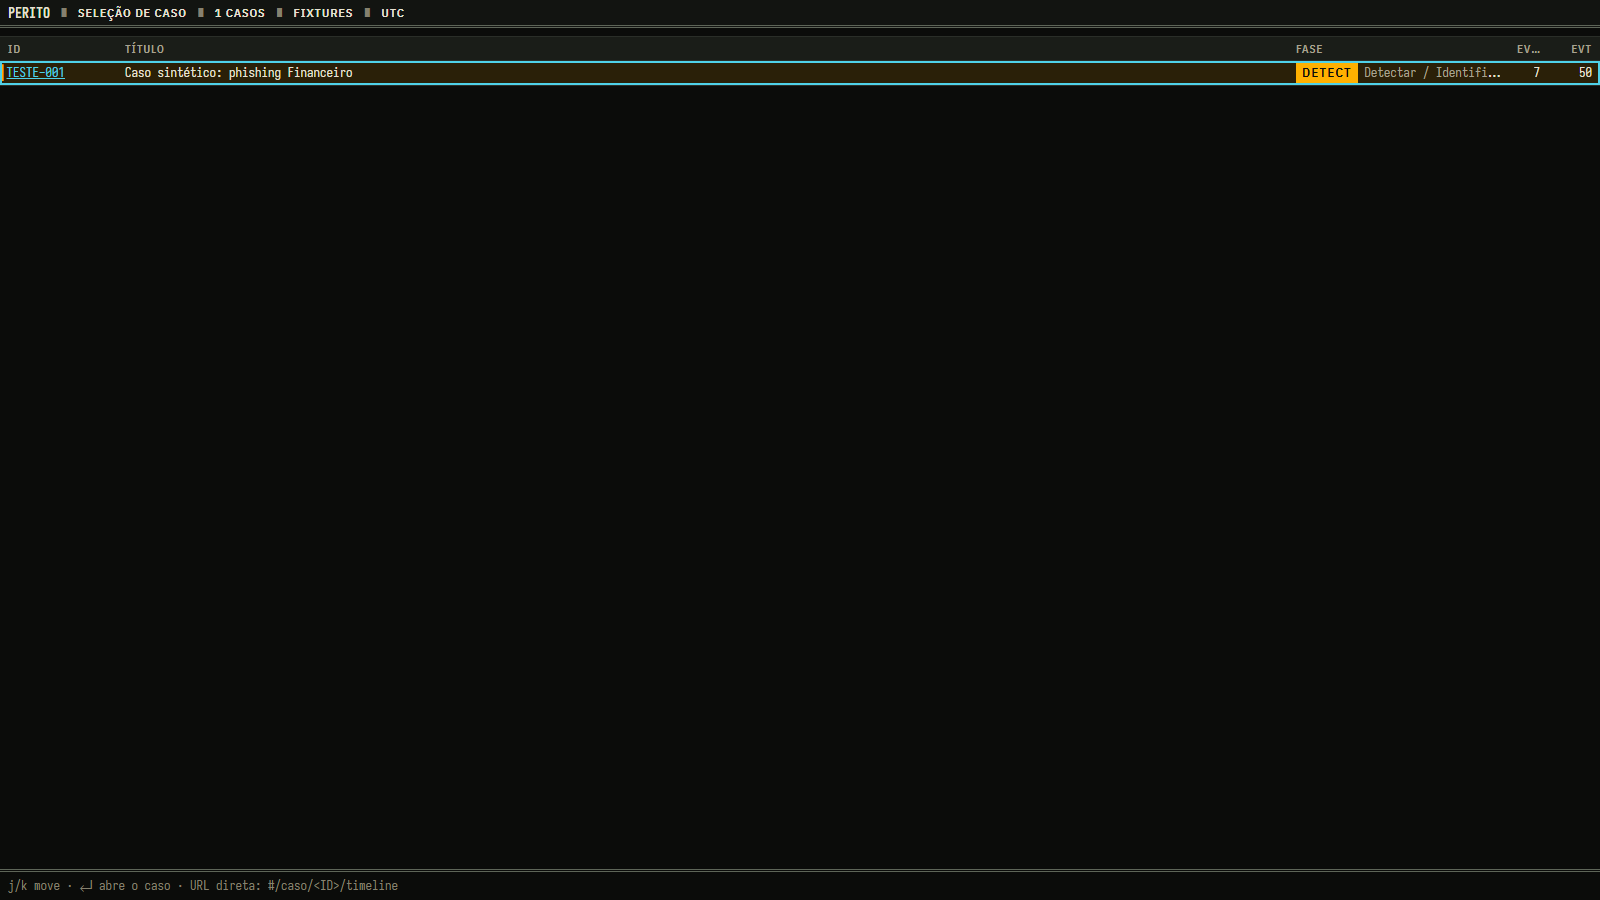 PERITO SELEÇÃO DE CASO 1 CASOS FIXTURES UTC
ID TÍTULO FASE EV… EVT
TESTE-001 Caso sintético: phishing Financeiro DETECT Detectar / Identifi… 7 50
j/k move · ↵ abre o caso · URL direta: #/caso/<ID>/timeline